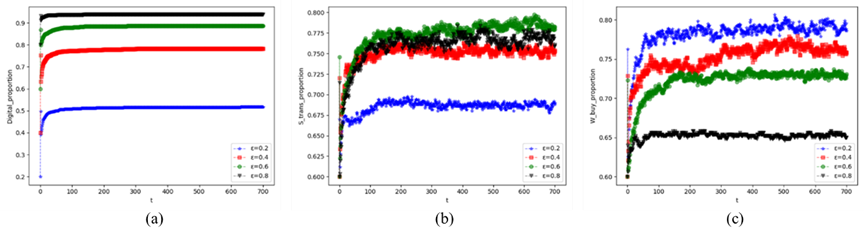 0.9
0.8
0.7
0.6
0.5
0.4
0.3
0.2
Digital_proportion
0 100 200 300 400 500 600 700
t
ε=0.2
ε=0.4
ε=0.6
ε=0.8
(a)
0.800
0.775
0.750
0.725
0.700
0.675
0.650
0.625
0.600
S_trans_proportion
0 100 200 300 400 500 600 700
t
ε=0.2
ε=0.4
ε=0.6
ε=0.8
(b)
0.80
0.75
0.70
0.65
0.60
W_buy_proportion
0 100 200 300 400 500 600 700
t
ε=0.2
ε=0.4
ε=0.6
ε=0.8
(c)